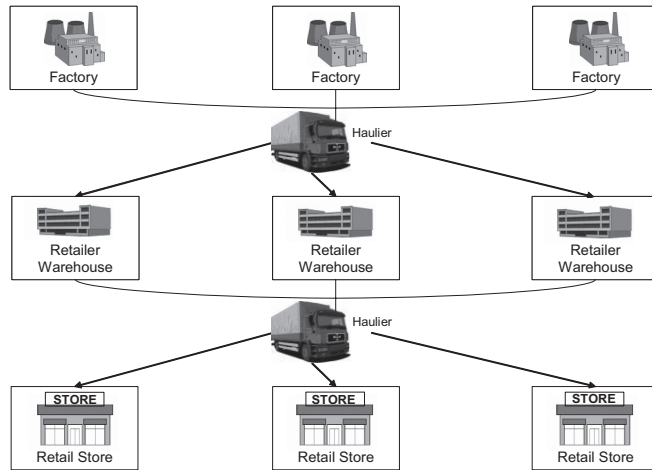 Factory
Factory
Factory
Haulier
Retailer
Warehouse
Retailer
Warehouse
Retailer
Warehouse
Haulier
STORE
STORE
STORE
Retail Store
Retail Store
Retail Store